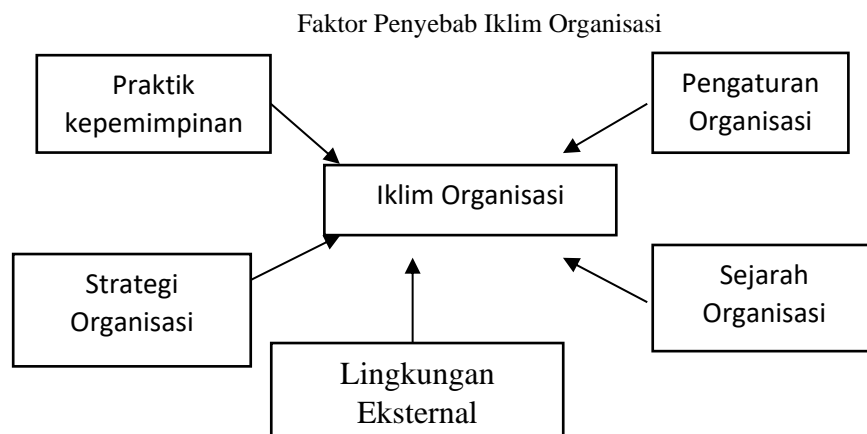 Faktor Penyebab Iklim Organisasi
Praktik
kepemimpinan
Pengaturan
Organisasi
Iklim Organisasi
Strategi
Organisasi
Sejarah
Organisasi
Lingkungan
Eksternal